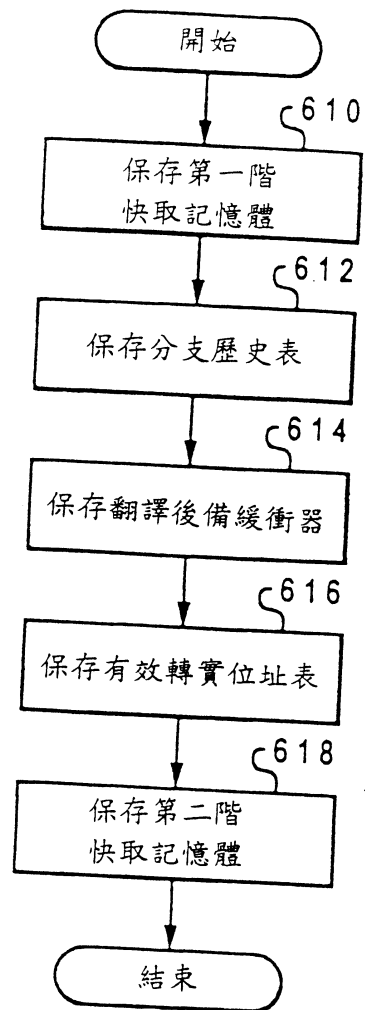 開始
610
保存第一階
快取記憶體
612
保存分支歷史表
614
保存翻譯後備緩衝器
616
保存有效轉實位址表
618
保存第二階
快取記憶體
結束